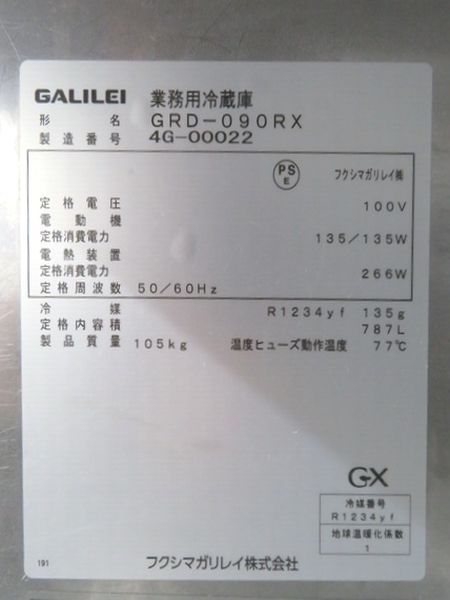 GALILEI 業務用冷蔵庫
形名 GRD-090RX
製造番号 4G-00022
PS E フクシマガリレイ㈱
定格電圧 100V
電動機
定格消費電力 135/135W
電熱装置
定格消費電力 266W
定格周波数 50/60Hz
冷媒 R1234yf 135g
定格内容積 787L
製品質量 105kg 温度ヒューズ動作温度 77℃
GX
冷媒番号
R1234yf
地球温暖化係数
1
191 フクシマガリレイ株式会社